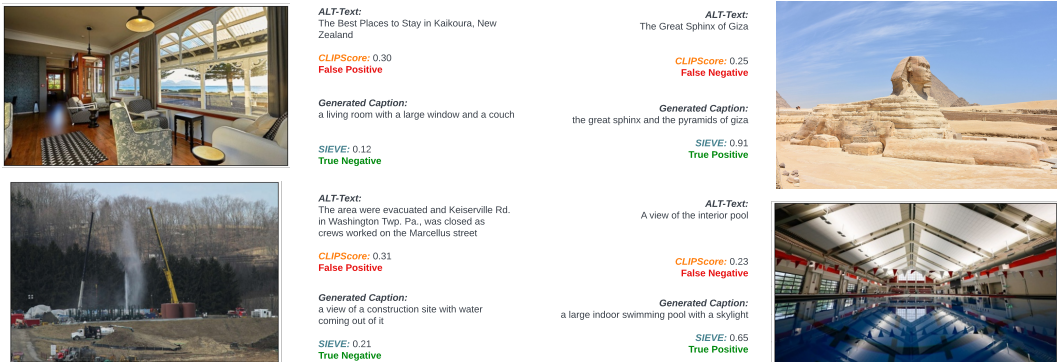 ALT-Text:
The Best Places to Stay in Kaikoura, New
Zealand
CLIPScore: 0.30
False Positive
Generated Caption:
a living room with a large window and a couch
SIEVE: 0.12
True Negative
ALT-Text:
The Great Sphinx of Giza
CLIPScore: 0.25
False Negative
Generated Caption:
the great sphinx and the pyramids of giza
SIEVE: 0.91
True Positive
ALT-Text:
The area were evacuated and Keiserville Rd.
in Washington Twp. Pa., was closed as
crews worked on the Marcellus street
CLIPScore: 0.31
False Positive
Generated Caption:
a view of a construction site with water
coming out of it
SIEVE: 0.21
True Negative
ALT-Text:
A view of the interior pool
CLIPScore: 0.23
False Negative
Generated Caption:
a large indoor swimming pool with a skylight
SIEVE: 0.65
True Positive